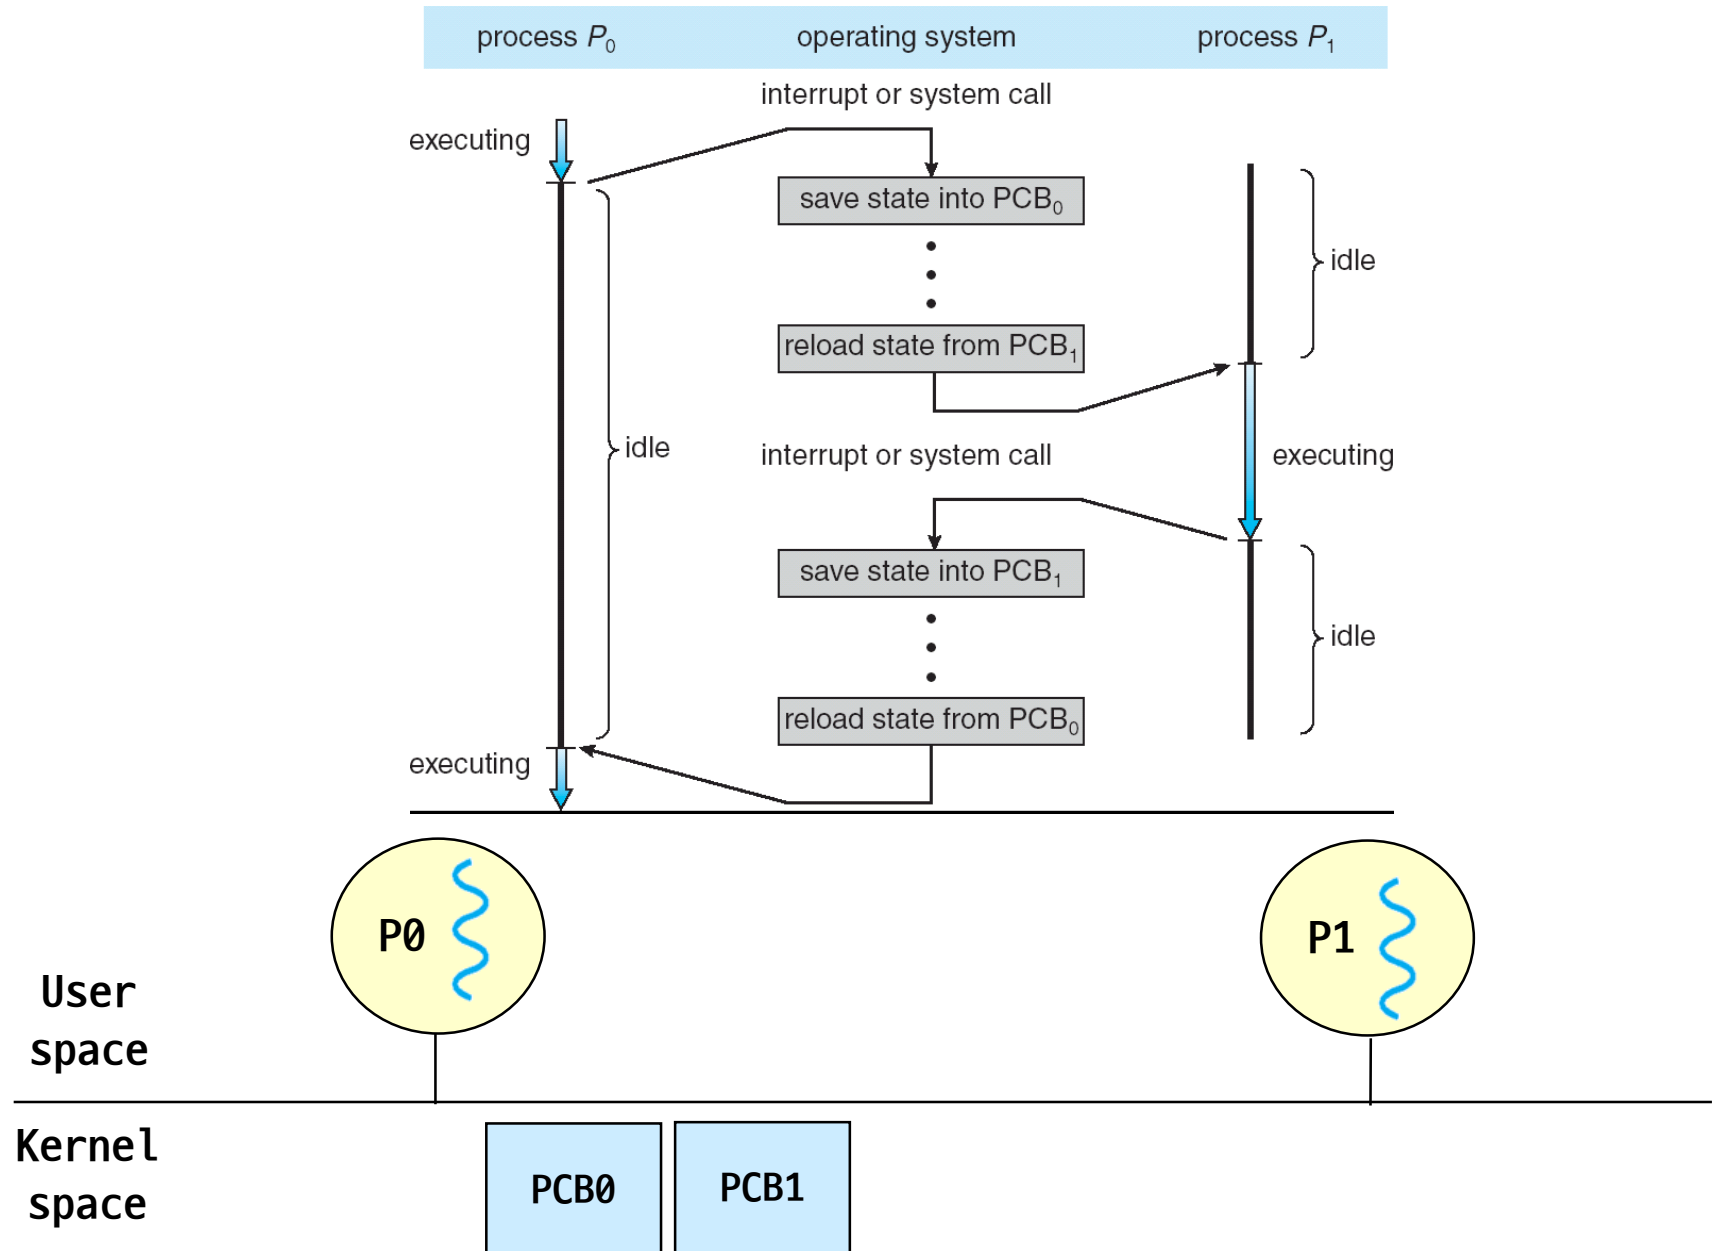 process P0 operating system process P1
interrupt or system call
executing
save state into PCB0
idle
reload state from PCB1
idle
interrupt or system call
executing
save state into PCB1
idle
reload state from PCB0
executing
P0
P1
User
space
Kernel
space
PCB0
PCB1